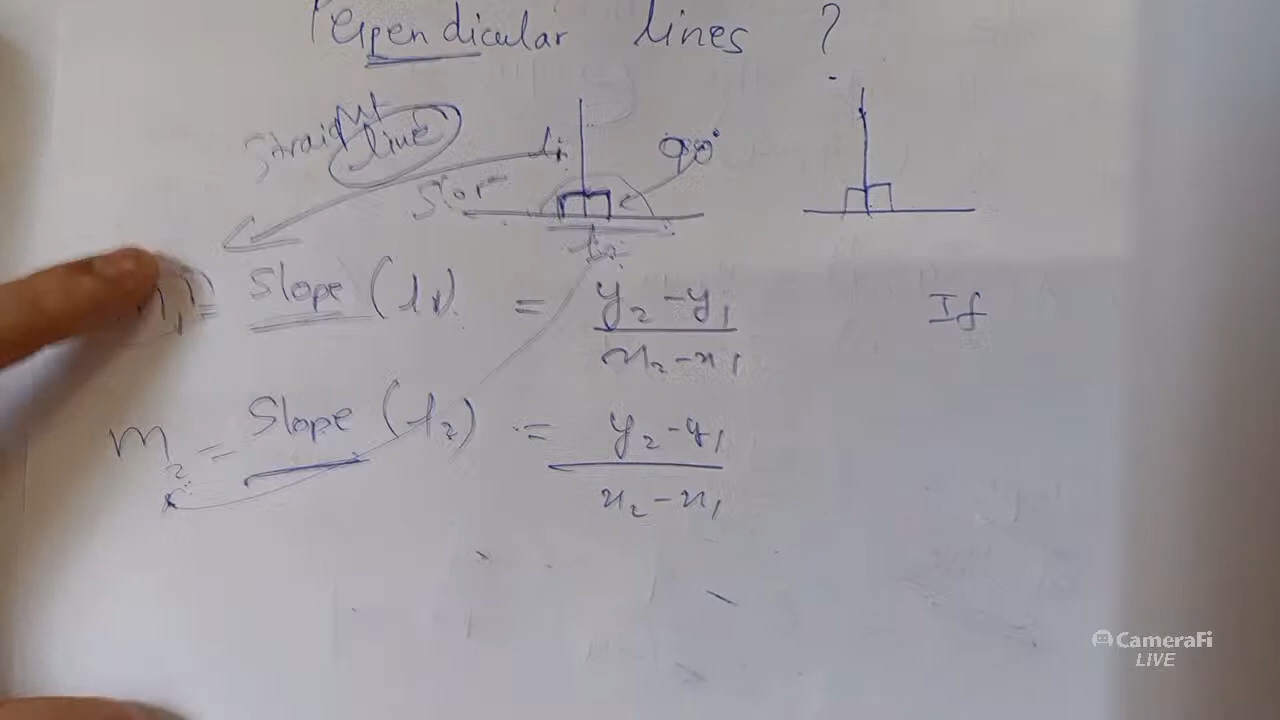 Perpendicular lines ?
straight line
l1
90°
Slop
l2
m1 = Slope (l1) = y2 - y1 / x2 - x1
If
m2 = Slope (l2) = y2 - y1 / x2 - x1
CameraFi
LIVE